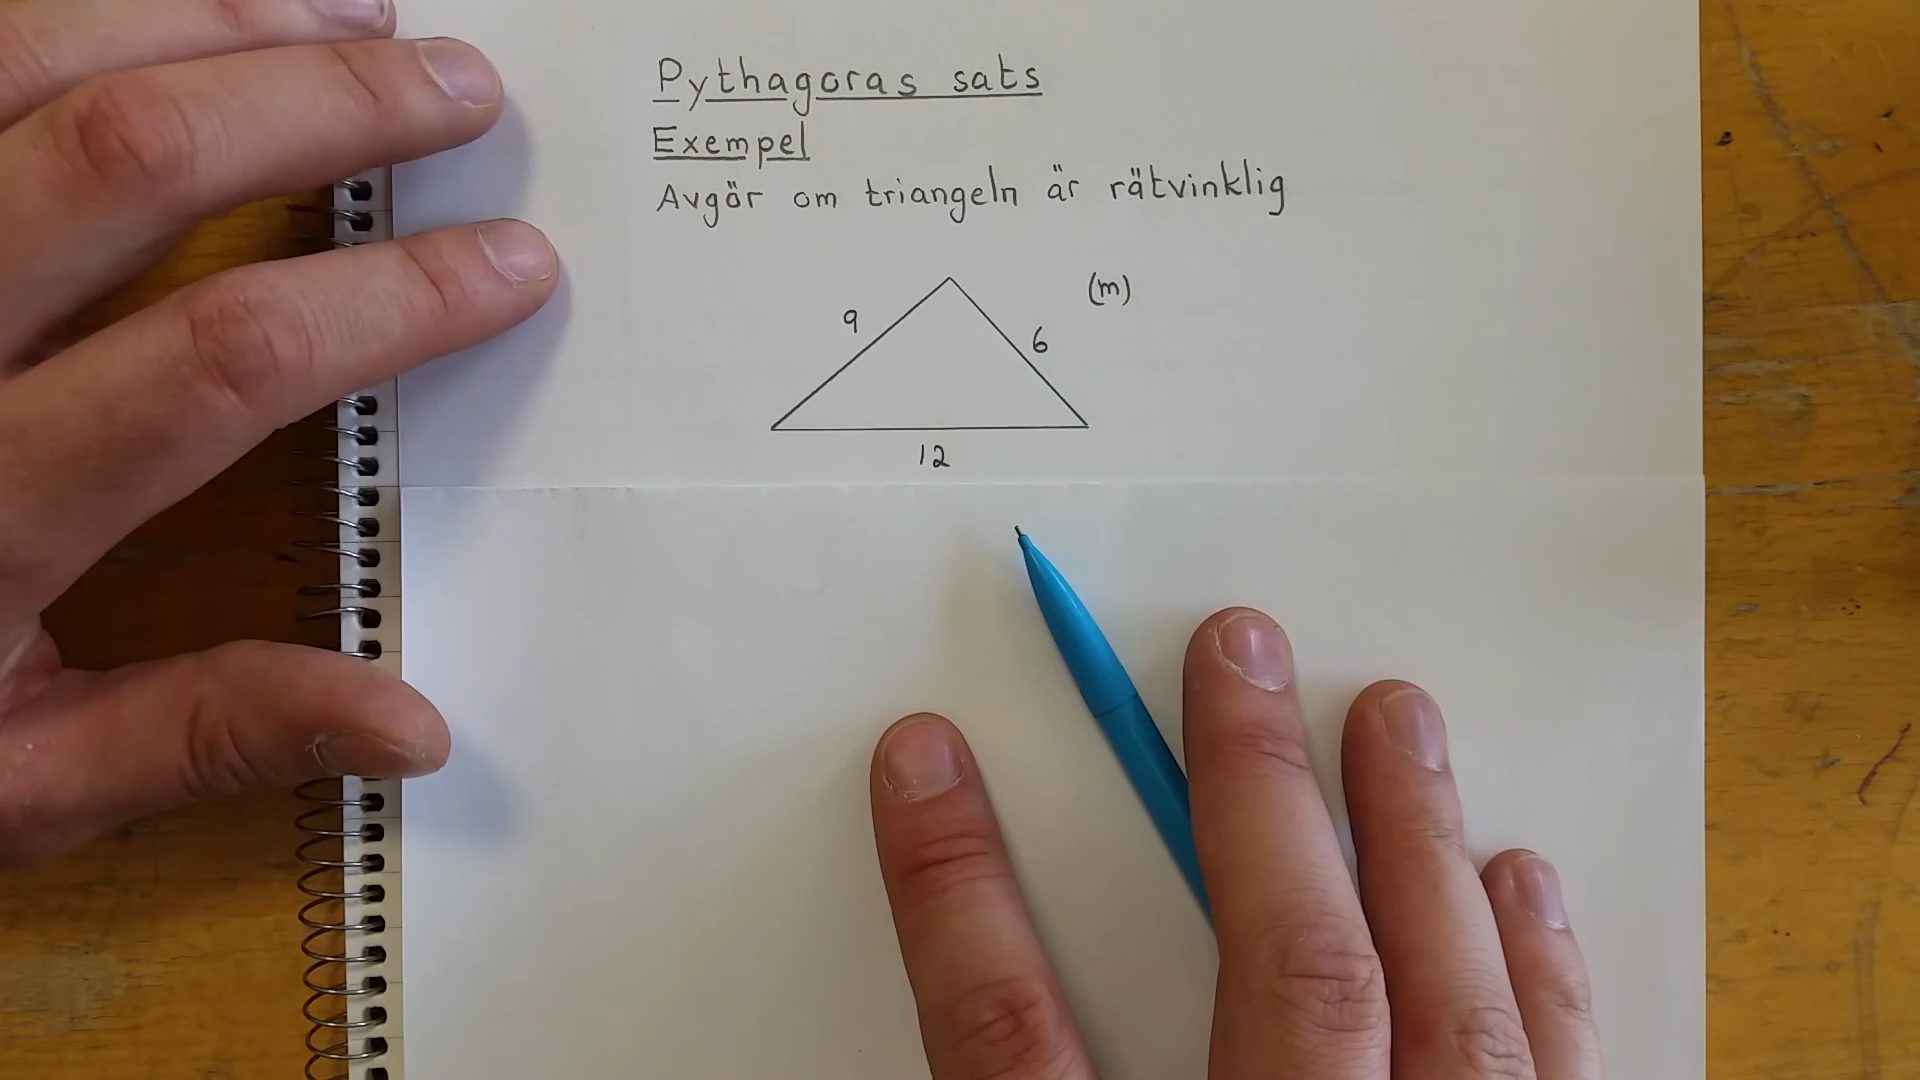 Pythagoras sats
Exempel
Avgör om triangeln är rätvinklig
(m)
9
6
12